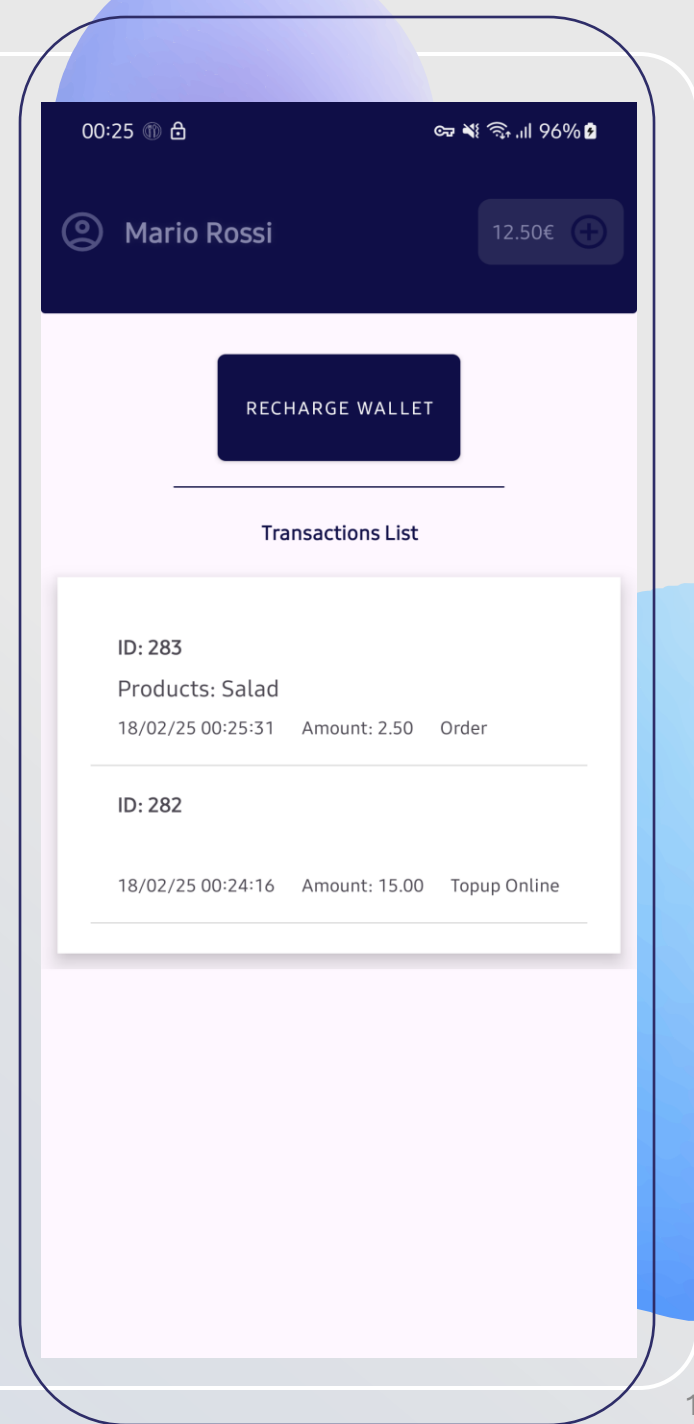 00:25 96%
Mario Rossi 12.50€
RECHARGE WALLET
Transactions List
ID: 283
Products: Salad
18/02/25 00:25:31 Amount: 2.50 Order
ID: 282
18/02/25 00:24:16 Amount: 15.00 Topup Online